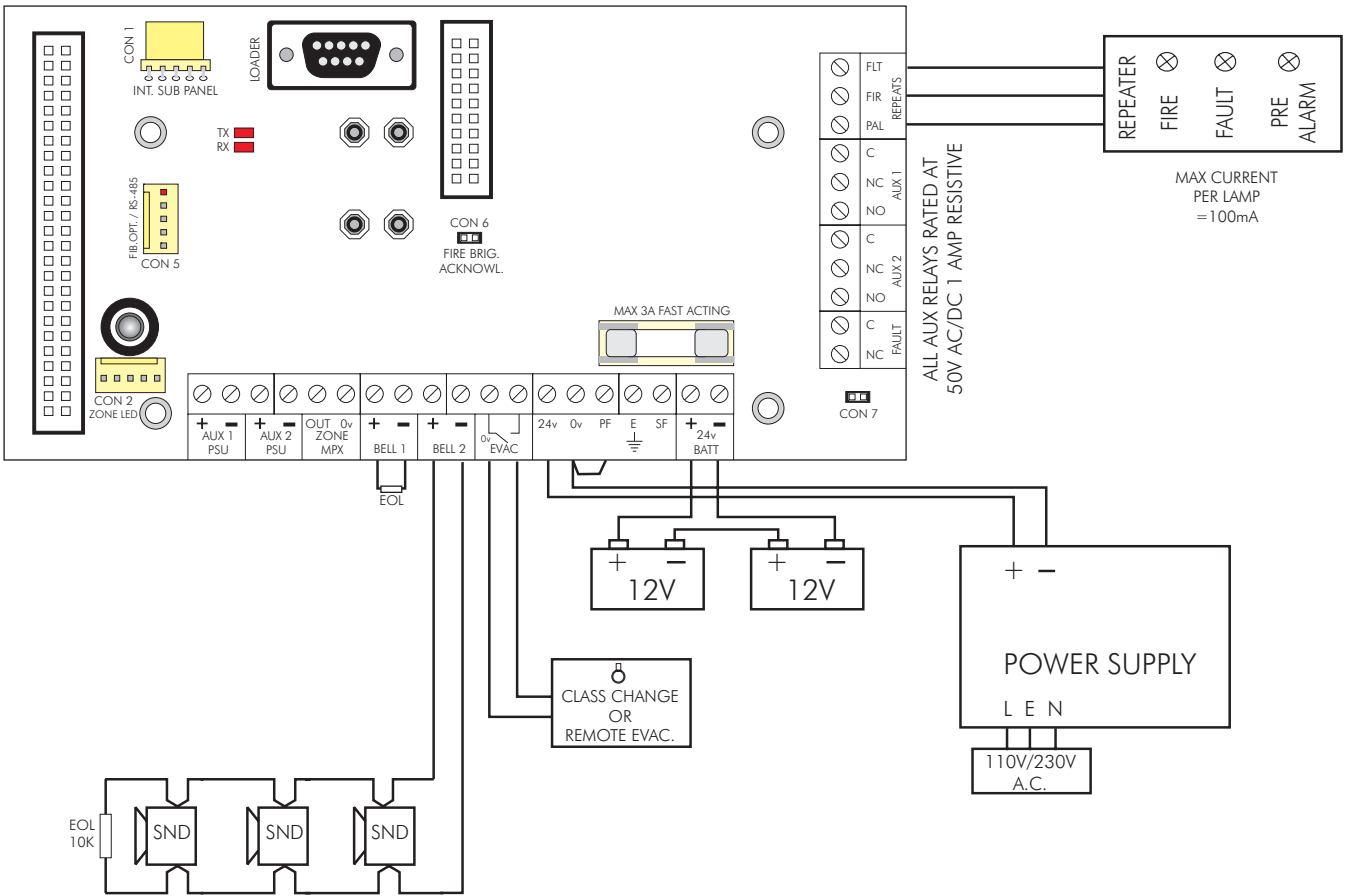 CON 1
INT. SUB PANEL
LOADER
TX
RX
FIB.OPT. / RS-485
CON 5
CON 6
FIRE BRIG.
ACKNOWL.
MAX 3A FAST ACTING
CON 2
ZONE LED
FLT
FIR
PAL
REPEATS
C
NC
NO
AUX 1
C
NC
NO
AUX 2
C
NC
FAULT
CON 7
ALL AUX RELAYS RATED AT
50V AC/DC 1 AMP RESISTIVE
REPEATER
FIRE
FAULT
PRE
ALARM
MAX CURRENT
PER LAMP
=100mA
+ −
AUX 1
PSU
+ −
AUX 2
PSU
OUT 0v
ZONE
MPX
+ −
BELL 1
+ −
BELL 2
0v
EVAC
24v 0v PF E SF
+ −
24v
BATT
EOL
+ −
12V
+ −
12V
CLASS CHANGE
OR
REMOTE EVAC.
+ −
POWER SUPPLY
L E N
110V/230V
A.C.
EOL
10K
SND
SND
SND